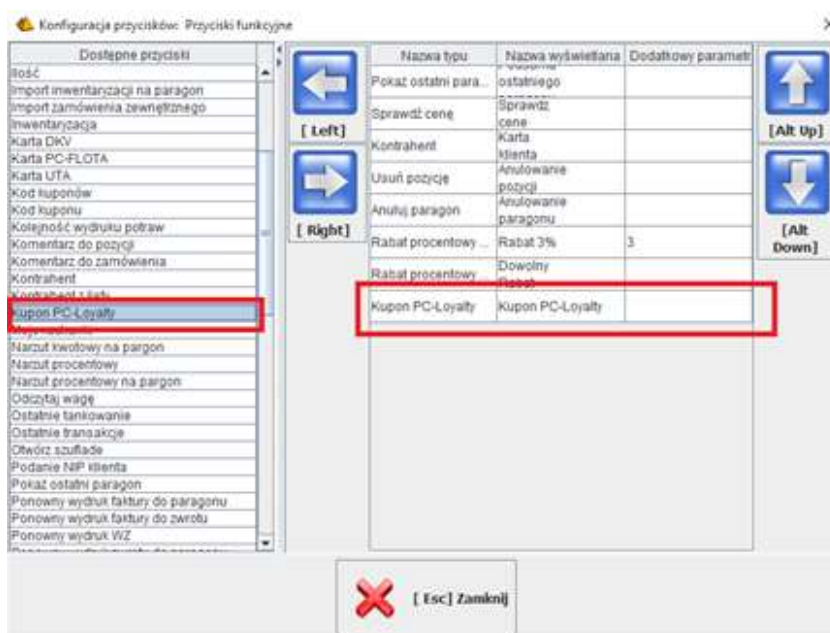 Konfiguracja przycisków: Przyciski funkcyjne
Dostępne przyciski
Ilość
Import inwentaryzacji na paragon
Import zamówienia zewnętrznego
Inwentaryzacja
Karta DKV
Karta PC-FLOTA
Karta UTA
Kod kuponów
Kod kuponu
Kolejność wydruku potraw
Komentarz do pozycji
Komentarz do zamówienia
Kontrahent
Kontrahent z listy
Kupon PC-Loyalty
Narzut kwotowy na pargon
Narzut procentowy
Narzut procentowy na pargon
Odczytaj wagę
Ostatnie tankowanie
Ostatnie transakcje
Otwórz szufladę
Podanie NIP klienta
Pokaż ostatni paragon
Ponowny wydruk faktury do paragonu
Ponowny wydruk faktury do zwrotu
Ponowny wydruk WZ
[ Left]
[ Right]
Nazwa typu Nazwa wyświetlana Dodatkowy parametr
Pokaż ostatni para... ostatniego
Sprawdź cenę Sprawdź
cenę
Kontrahent Karta
klienta
Usuń pozycję Anulowanie
pozycji
Anuluj paragon Anulowanie
paragonu
Rabat procentowy ... Rabat 3% 3
Rabat procentowy Dowolny
Rabat
Kupon PC-Loyalty Kupon PC-Loyalty
[Alt Up]
[Alt
Down]
[ Esc] Zamknij